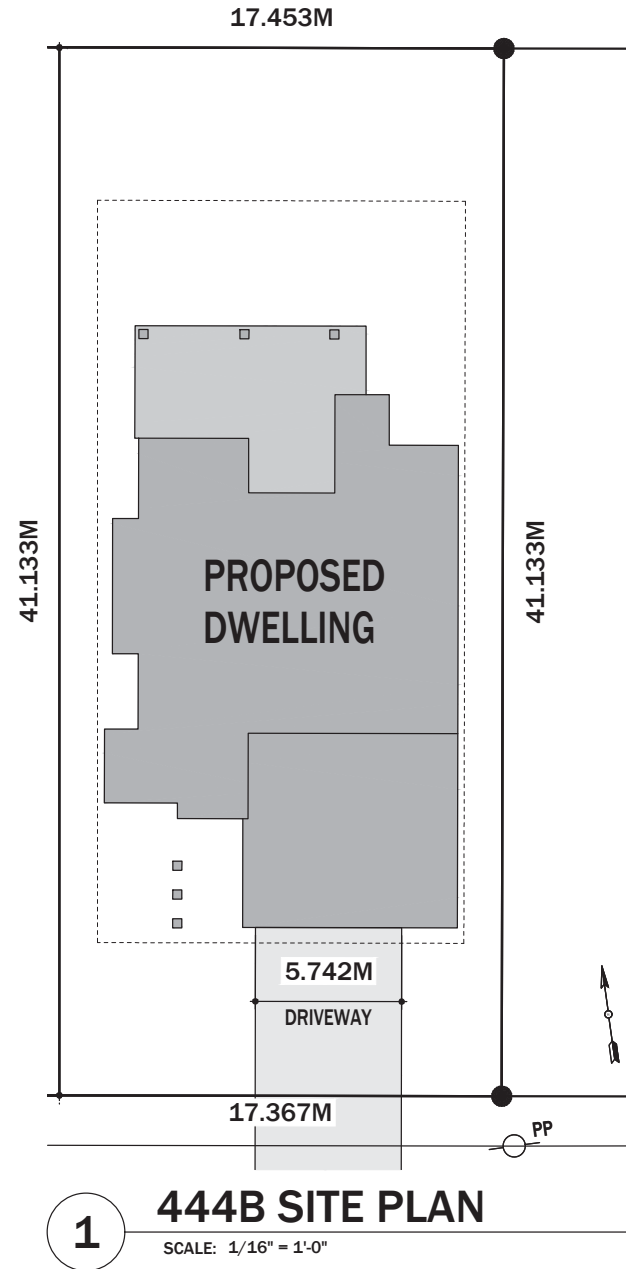 17.453M
41.133M
41.133M
PROPOSED
DWELLING
5.742M
DRIVEWAY
17.367M
PP
1
444B SITE PLAN
SCALE: 1/16" = 1'-0"